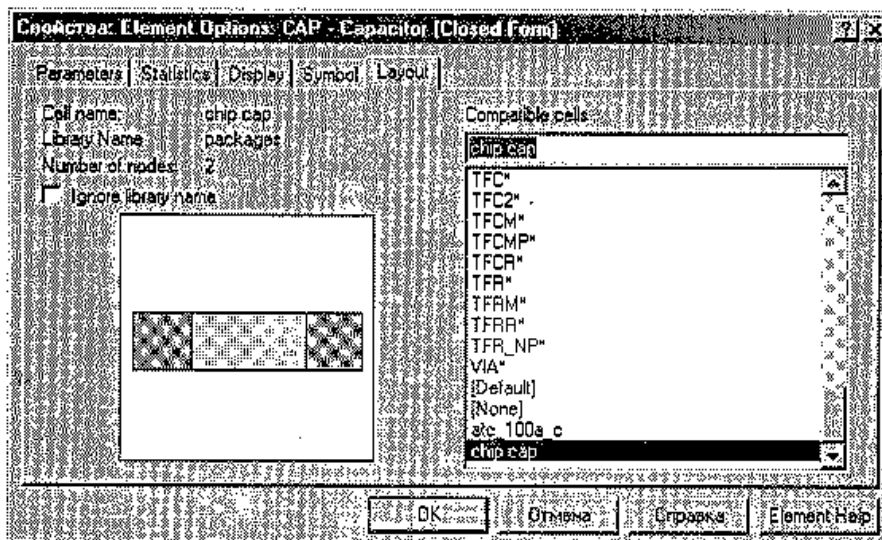 Свойства: Element Options: CAP - Capacitor (Closed Form)
Parameters Statistics Display Symbol Layout
Cell name: chip cap
Library Name packages
Number of nodes: 2
Ignore library name
Compatible cells
chip cap
TFC*
TFC2*
TFCM*
TFCMP*
TFCR*
TFR*
TFRM*
TFRR*
TFR_NP*
VIA*
[Default]
[None]
atc_100a_c
chip cap
OK Отмена Справка Element Help